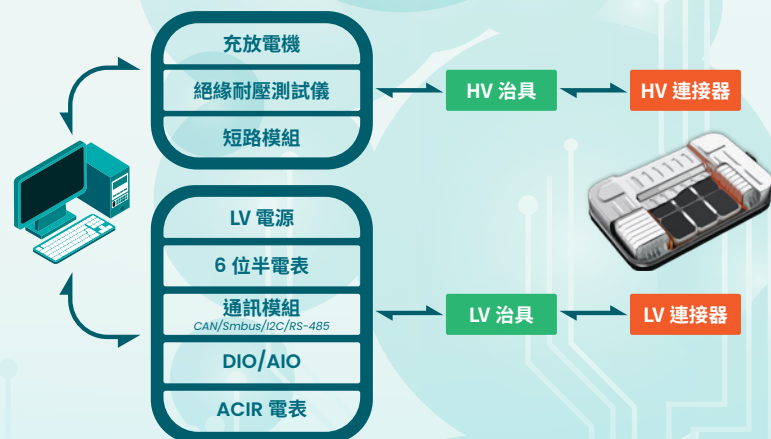 充放電機
絕緣耐壓測試儀
短路模組
HV 治具
HV 連接器
LV 電源
6 位半電表
通訊模組
CAN/Smbus/I2C/RS-485
DIO/AIO
ACIR 電表
LV 治具
LV 連接器